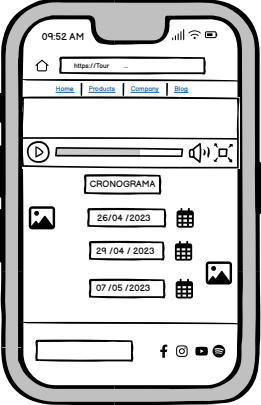 09:52 AM
https://Tour ...
Home Products Company Blog
CRONOGRAMA
26/04 /2023
29 /04 / 2023
07 /05 /2023